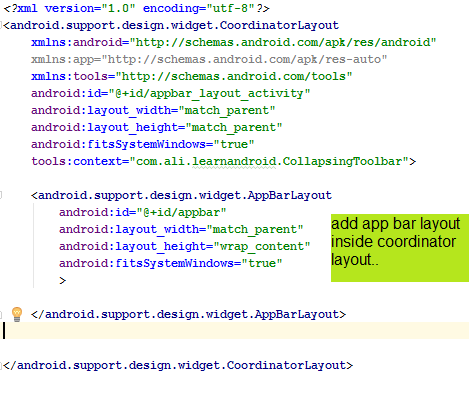 <?xml version="1.0" encoding="utf-8"?>
<android.support.design.widget.CoordinatorLayout
xmlns:android="http://schemas.android.com/apk/res/android"
xmlns:app="http://schemas.android.com/apk/res-auto"
xmlns:tools="http://schemas.android.com/tools"
android:id="@+id/appbar_layout_activity"
android:layout_width="match_parent"
android:layout_height="match_parent"
android:fitsSystemWindows="true"
tools:context="com.ali.learnandroid.CollapsingToolbar">
<android.support.design.widget.AppBarLayout
android:id="@+id/appbar"
android:layout_width="match_parent"
android:layout_height="wrap_content"
android:fitsSystemWindows="true"
>
add app bar layout
inside coordinator
layout..
</android.support.design.widget.AppBarLayout>
</android.support.design.widget.CoordinatorLayout>